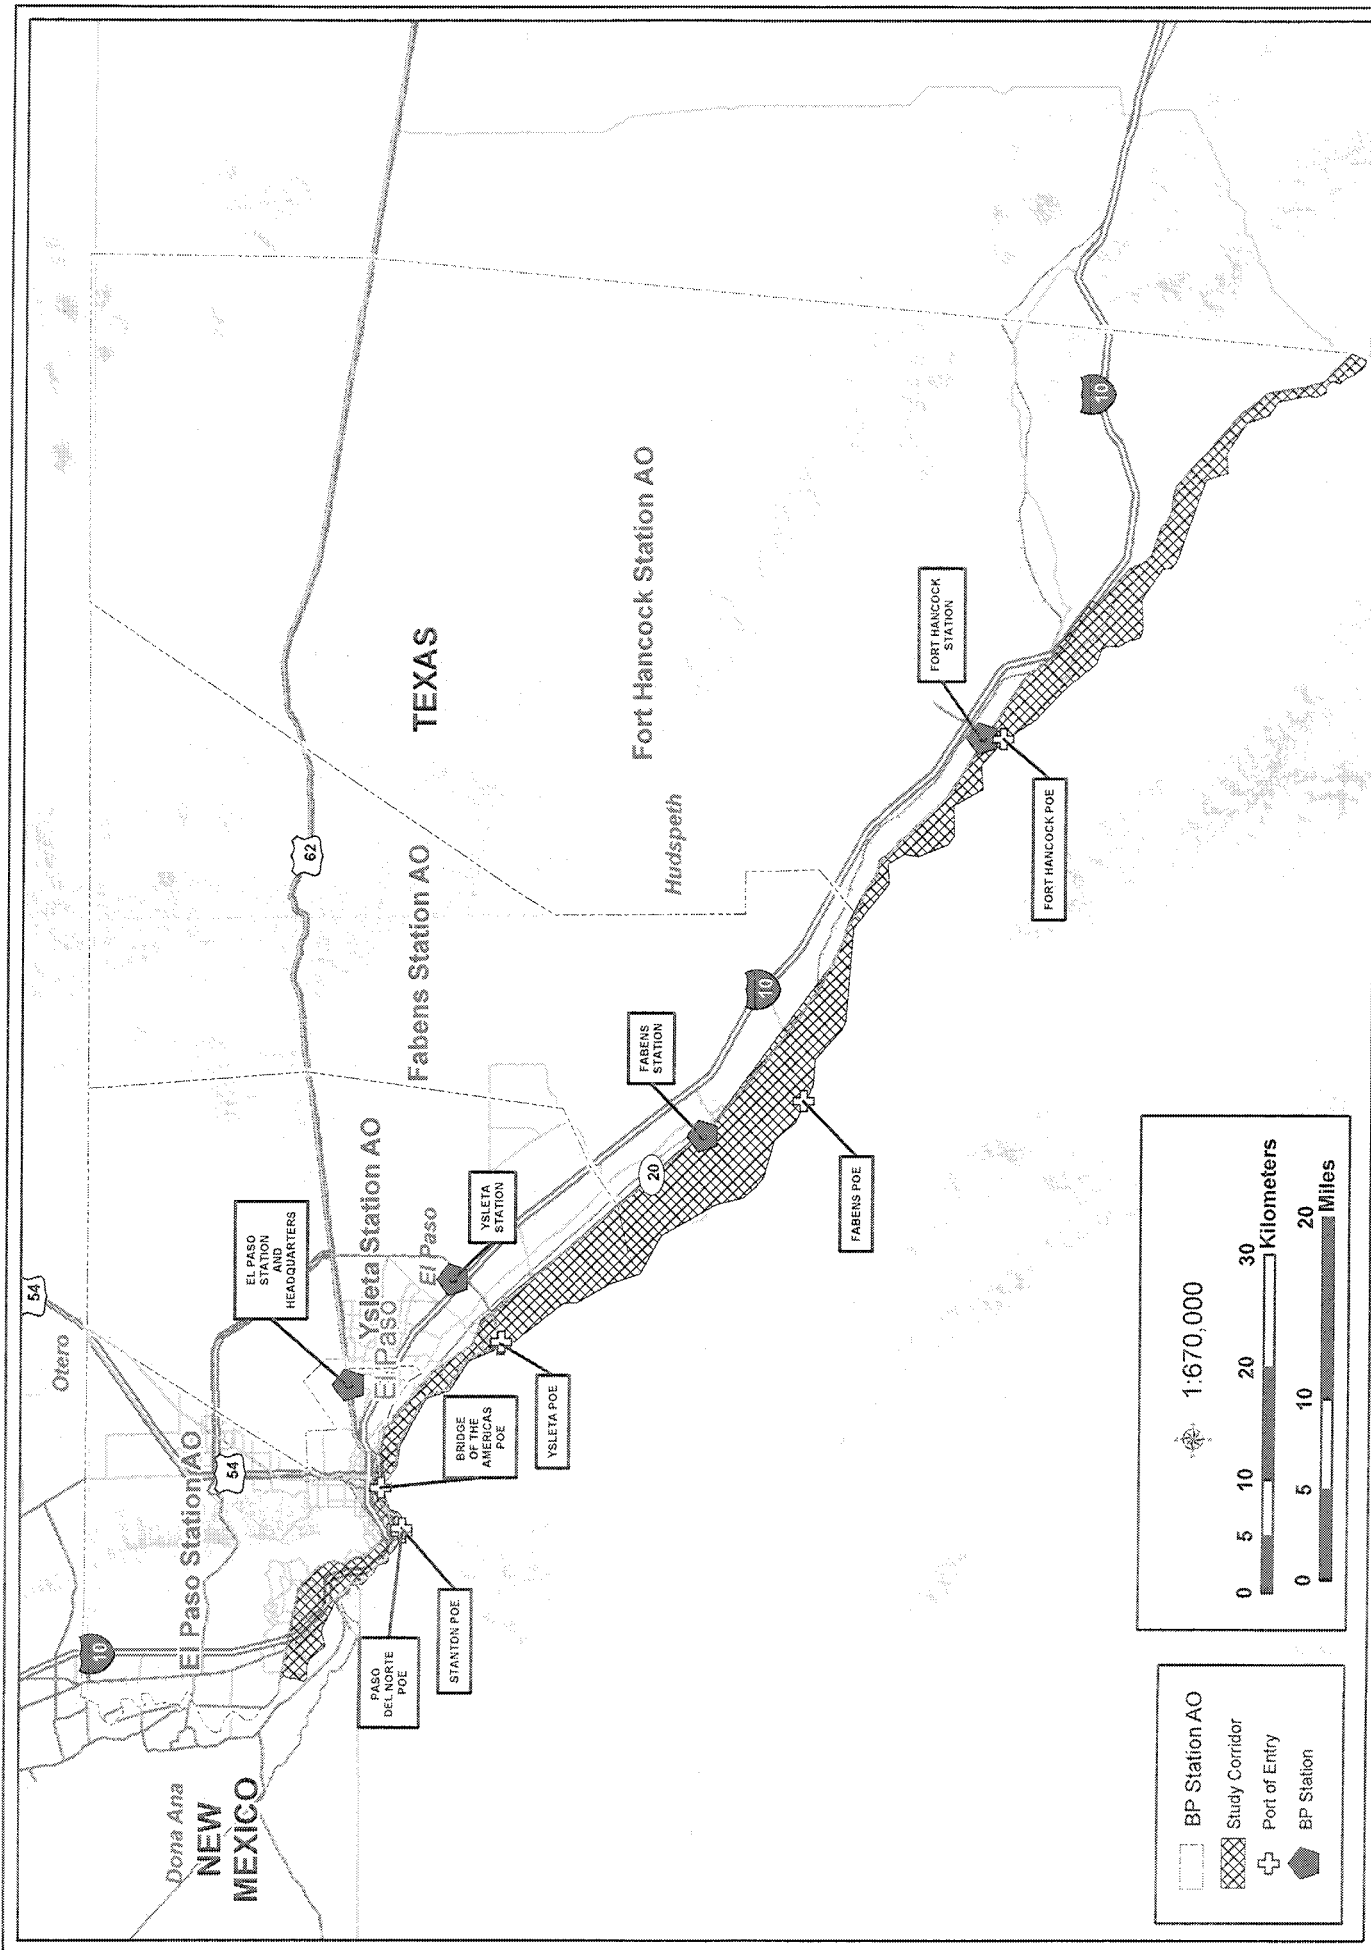 NEW
MEXICO
Dona Ana
Otero
54
10
El Paso Station AO
54
EL PASO
STATION
AND
HEADQUARTERS
62
TEXAS
Ysleta Station AO
El Paso
El Paso
Fabens Station AO
Fort Hancock Station AO
Hudspeth
PASO
DEL NORTE
POE
STANTON POE
BRIDGE
OF THE
AMERICAS
POE
YSLETA POE
YSLETA
STATION
20
FABENS
STATION
10
FABENS POE
FORT HANCOCK
STATION
FORT HANCOCK POE
10
BP Station AO
Study Corridor
Port of Entry
BP Station
1:670,000
0 5 10 20 30
Kilometers
0 5 10 20
Miles